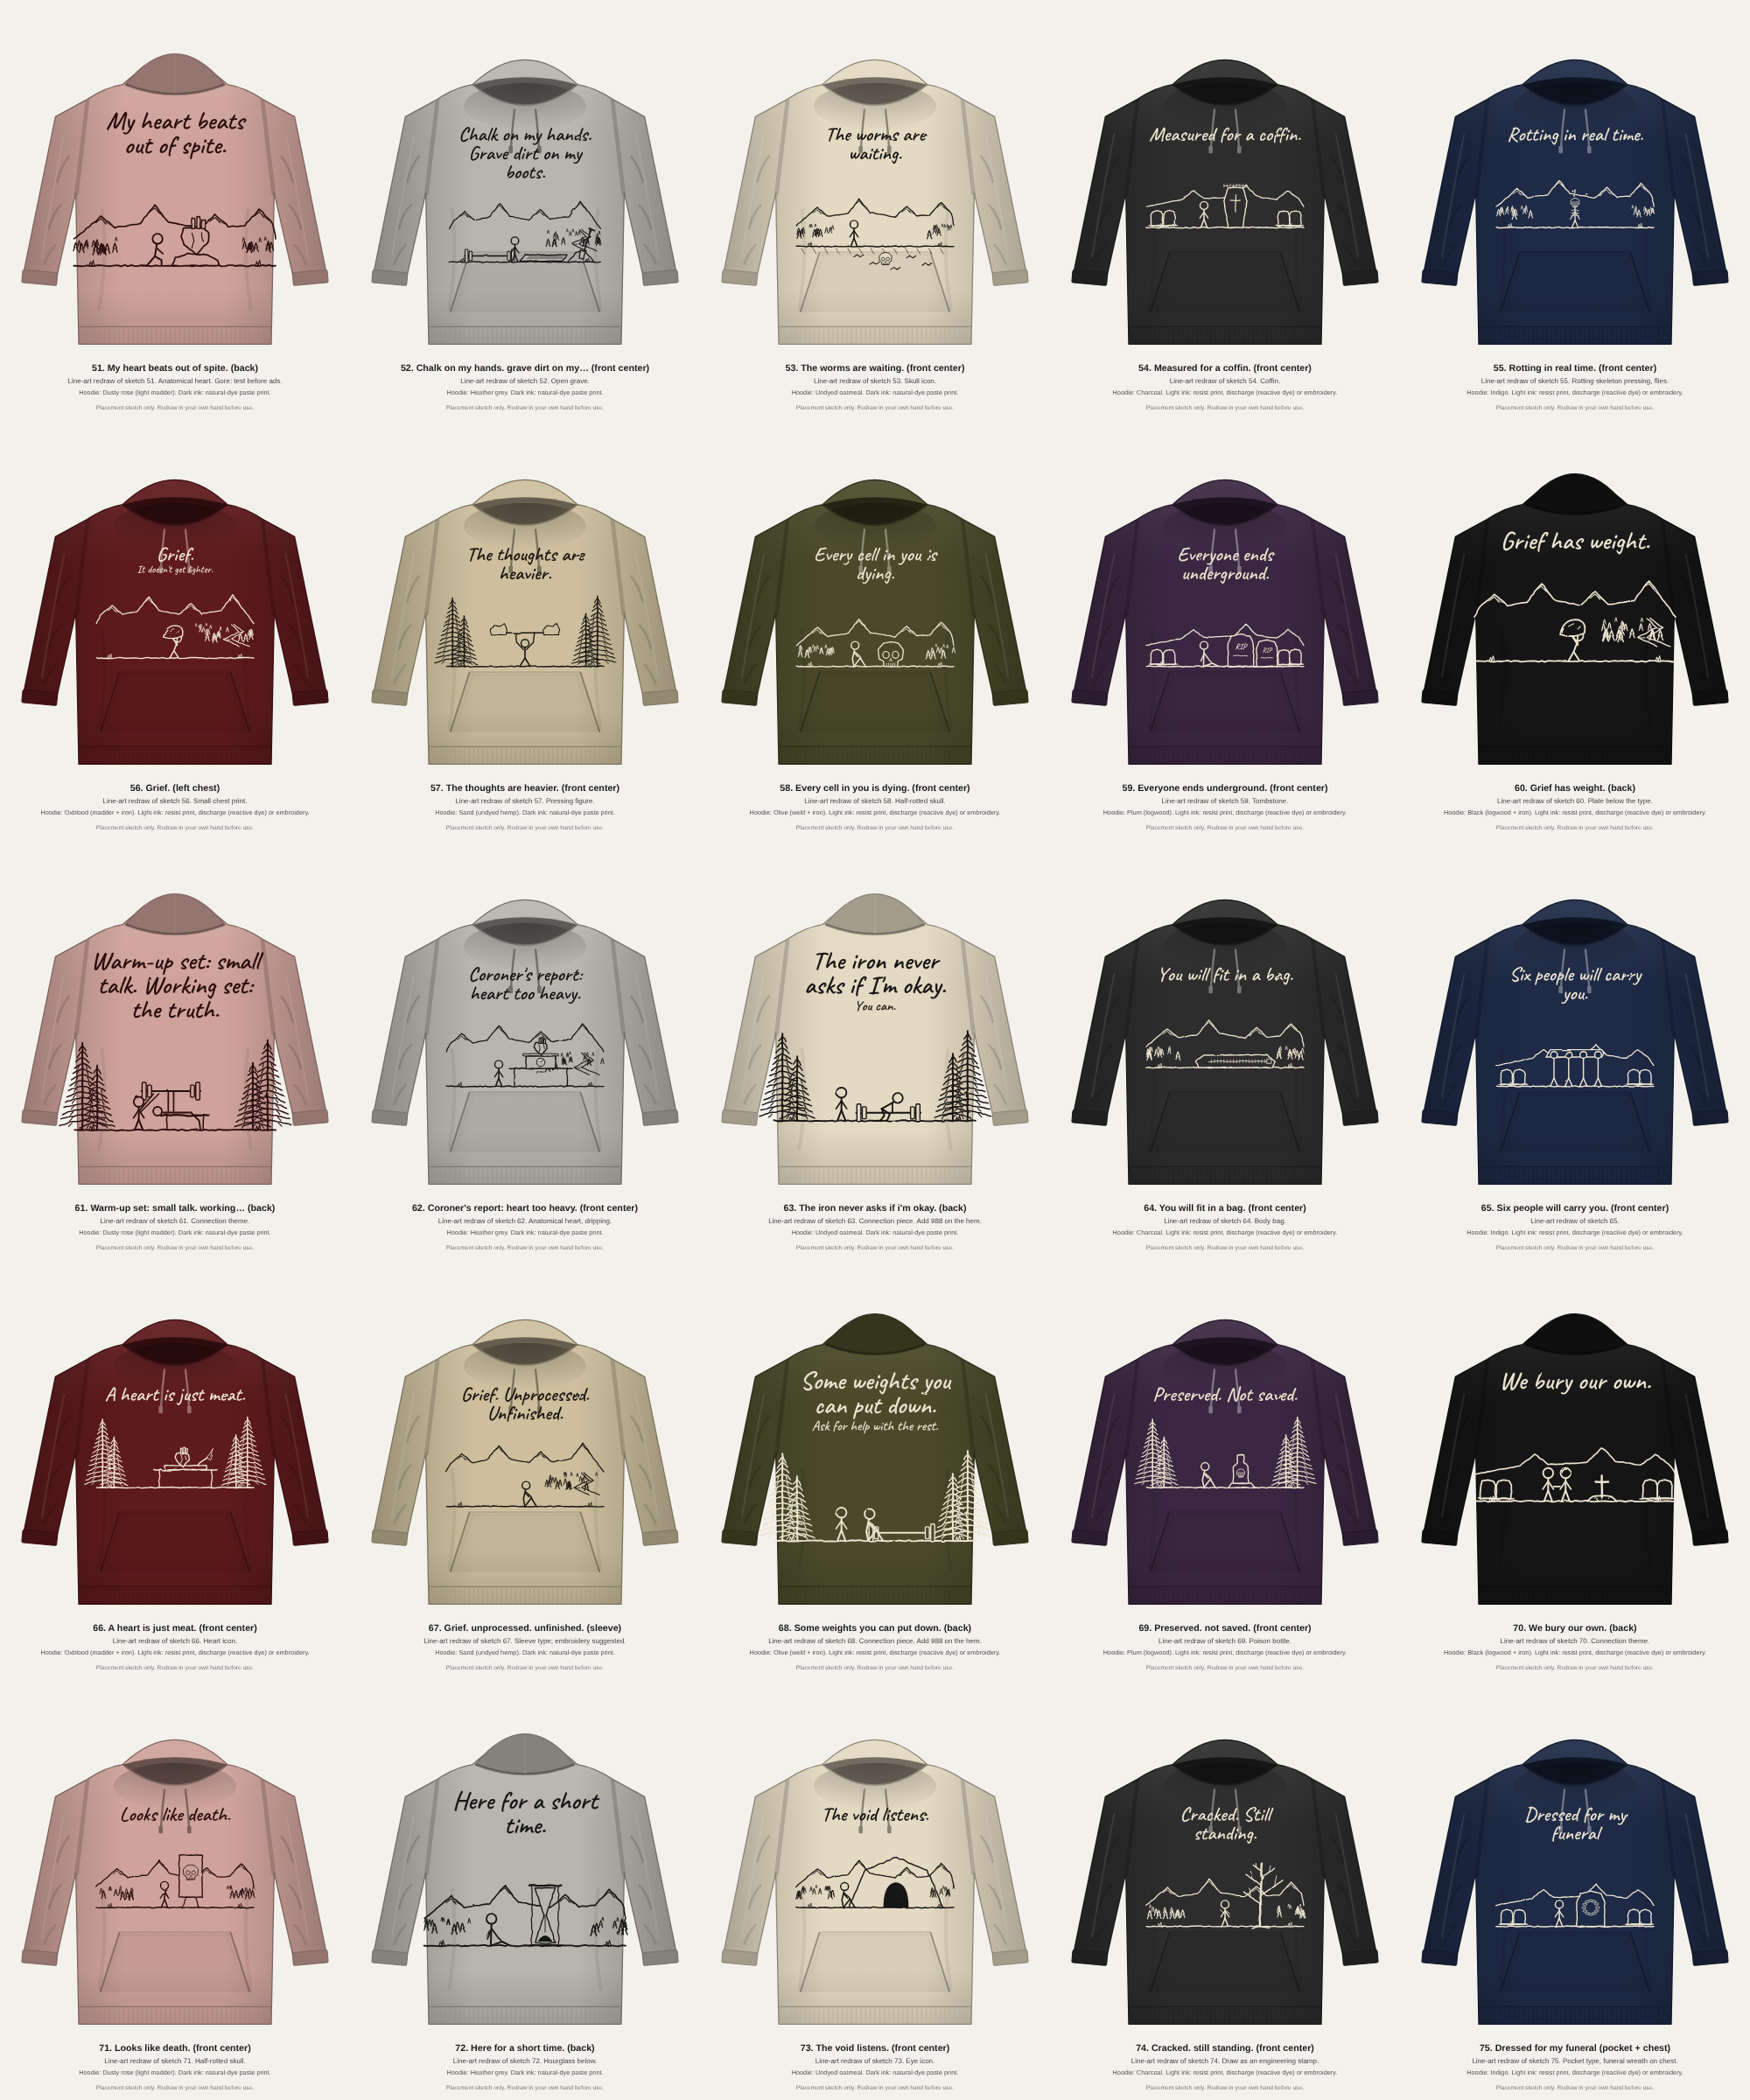 My heart beats
out of spite.
Chalk on my hands.
Grave dirt on my
boots.
The worms are
waiting.
Measured for a coffin.
Rotting in real time.
51. My heart beats out of spite. (back)
Line-art redraw of sketch 51. Anatomical heart. Gore: test before ads.
Hoodie: Dusty rose (light madder). Dark ink: natural-dye paste print.
Placement sketch only. Redraw in your own hand before use.
52. Chalk on my hands. grave dirt on my… (front center)
Line-art redraw of sketch 52. Open grave.
Hoodie: Heather grey. Dark ink: natural-dye paste print.
Placement sketch only. Redraw in your own hand before use.
53. The worms are waiting. (front center)
Line-art redraw of sketch 53. Skull icon.
Hoodie: Undyed oatmeal. Dark ink: natural-dye paste print.
Placement sketch only. Redraw in your own hand before use.
54. Measured for a coffin. (front center)
Line-art redraw of sketch 54. Coffin.
Hoodie: Charcoal. Light ink: resist print, discharge (reactive dye) or embroidery.
Placement sketch only. Redraw in your own hand before use.
55. Rotting in real time. (front center)
Line-art redraw of sketch 55. Rotting skeleton pressing, flies.
Hoodie: Indigo. Light ink: resist print, discharge (reactive dye) or embroidery.
Placement sketch only. Redraw in your own hand before use.
Grief.
It doesn't get lighter.
The thoughts are
heavier.
Every cell in you is
dying.
Everyone ends
underground.
RIP
RIP
Grief has weight.
56. Grief. (left chest)
Line-art redraw of sketch 56. Small chest print.
Hoodie: Oxblood (madder + iron). Light ink: resist print, discharge (reactive dye) or embroidery.
Placement sketch only. Redraw in your own hand before use.
57. The thoughts are heavier. (front center)
Line-art redraw of sketch 57. Pressing figure.
Hoodie: Sand (undyed hemp). Dark ink: natural-dye paste print.
Placement sketch only. Redraw in your own hand before use.
58. Every cell in you is dying. (front center)
Line-art redraw of sketch 58. Half-rotted skull.
Hoodie: Olive (weld + iron). Light ink: resist print, discharge (reactive dye) or embroidery.
Placement sketch only. Redraw in your own hand before use.
59. Everyone ends underground. (front center)
Line-art redraw of sketch 59. Tombstone.
Hoodie: Plum (logwood). Light ink: resist print, discharge (reactive dye) or embroidery.
Placement sketch only. Redraw in your own hand before use.
60. Grief has weight. (back)
Line-art redraw of sketch 60. Plate below the type.
Hoodie: Black (logwood + iron). Light ink: resist print, discharge (reactive dye) or embroidery.
Placement sketch only. Redraw in your own hand before use.
Warm-up set: small
talk. Working set:
the truth.
Coroner's report:
heart too heavy.
The iron never
asks if I'm okay.
You can.
You will fit in a bag.
Six people will carry
you.
61. Warm-up set: small talk. working… (back)
Line-art redraw of sketch 61. Connection theme.
Hoodie: Dusty rose (light madder). Dark ink: natural-dye paste print.
Placement sketch only. Redraw in your own hand before use.
62. Coroner's report: heart too heavy. (front center)
Line-art redraw of sketch 62. Anatomical heart, dripping.
Hoodie: Heather grey. Dark ink: natural-dye paste print.
Placement sketch only. Redraw in your own hand before use.
63. The iron never asks if i'm okay. (back)
Line-art redraw of sketch 63. Connection piece. Add 988 on the hem.
Hoodie: Undyed oatmeal. Dark ink: natural-dye paste print.
Placement sketch only. Redraw in your own hand before use.
64. You will fit in a bag. (front center)
Line-art redraw of sketch 64. Body bag.
Hoodie: Charcoal. Light ink: resist print, discharge (reactive dye) or embroidery.
Placement sketch only. Redraw in your own hand before use.
65. Six people will carry you. (front center)
Line-art redraw of sketch 65.
Hoodie: Indigo. Light ink: resist print, discharge (reactive dye) or embroidery.
Placement sketch only. Redraw in your own hand before use.
A heart is just meat.
Grief. Unprocessed.
Unfinished.
Some weights you
can put down.
Ask for help with the rest.
Preserved. Not saved.
We bury our own.
66. A heart is just meat. (front center)
Line-art redraw of sketch 66. Heart icon.
Hoodie: Oxblood (madder + iron). Light ink: resist print, discharge (reactive dye) or embroidery.
Placement sketch only. Redraw in your own hand before use.
67. Grief. unprocessed. unfinished. (sleeve)
Line-art redraw of sketch 67. Sleeve type; embroidery suggested.
Hoodie: Sand (undyed hemp). Dark ink: natural-dye paste print.
Placement sketch only. Redraw in your own hand before use.
68. Some weights you can put down. (back)
Line-art redraw of sketch 68. Connection piece. Add 988 on the hem.
Hoodie: Olive (weld + iron). Light ink: resist print, discharge (reactive dye) or embroidery.
Placement sketch only. Redraw in your own hand before use.
69. Preserved. not saved. (front center)
Line-art redraw of sketch 69. Poison bottle.
Hoodie: Plum (logwood). Light ink: resist print, discharge (reactive dye) or embroidery.
Placement sketch only. Redraw in your own hand before use.
70. We bury our own. (back)
Line-art redraw of sketch 70. Connection theme.
Hoodie: Black (logwood + iron). Light ink: resist print, discharge (reactive dye) or embroidery.
Placement sketch only. Redraw in your own hand before use.
Looks like death.
Here for a short
time.
The void listens.
Cracked. Still
standing.
Dressed for my
funeral
71. Looks like death. (front center)
Line-art redraw of sketch 71. Half-rotted skull.
Hoodie: Dusty rose (light madder). Dark ink: natural-dye paste print.
Placement sketch only. Redraw in your own hand before use.
72. Here for a short time. (back)
Line-art redraw of sketch 72. Hourglass below.
Hoodie: Heather grey. Dark ink: natural-dye paste print.
Placement sketch only. Redraw in your own hand before use.
73. The void listens. (front center)
Line-art redraw of sketch 73. Eye icon.
Hoodie: Undyed oatmeal. Dark ink: natural-dye paste print.
Placement sketch only. Redraw in your own hand before use.
74. Cracked. still standing. (front center)
Line-art redraw of sketch 74. Draw as an engineering stamp.
Hoodie: Charcoal. Light ink: resist print, discharge (reactive dye) or embroidery.
Placement sketch only. Redraw in your own hand before use.
75. Dressed for my funeral (pocket + chest)
Line-art redraw of sketch 75. Pocket type, funeral wreath on chest.
Hoodie: Indigo. Light ink: resist print, discharge (reactive dye) or embroidery.
Placement sketch only. Redraw in your own hand before use.